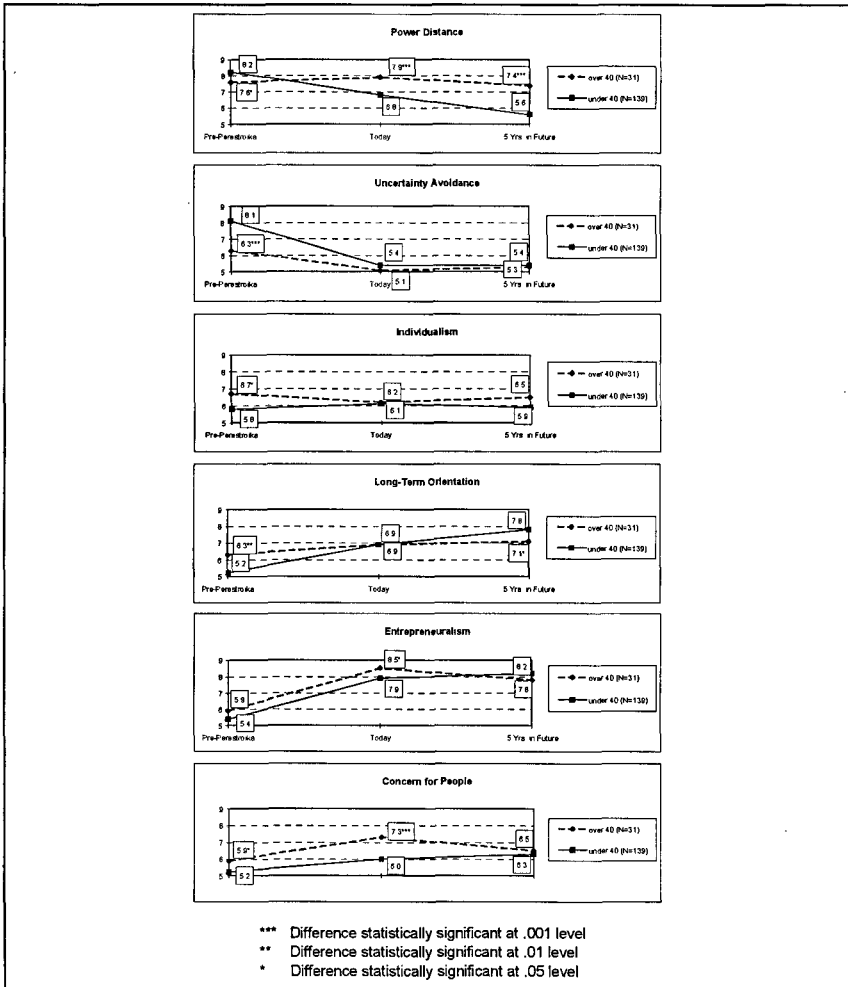 Power Distance
9
8
7
6
5
8.2
7.6*
7.9***
6.8
7.4***
5.6
Pre-Perestroika Today 5 Yrs in Future
over 40 (N=31)
under 40 (N=139)
Uncertainty Avoidance
9
8
7
6
5
8.1
6.3***
5.4
5.1
5.4
5.3
Pre-Perestroika Today 5 Yrs in Future
over 40 (N=31)
under 40 (N=139)
Individualism
9
8
7
6
5
6.7*
5.8
6.2
6.1
6.5
5.9
Pre-Perestroika Today 5 Yrs in Future
over 40 (N=31)
under 40 (N=139)
Long-Term Orientation
9
8
7
6
5
6.3**
5.2
6.9
6.9
7.8
7.1*
Pre-Perestroika Today 5 Yrs in Future
over 40 (N=31)
under 40 (N=139)
Entrepreneuralism
9
8
7
6
5
5.9
5.4
8.5*
7.9
8.2
7.8
Pre-Perestroika Today 5 Yrs in Future
over 40 (N=31)
under 40 (N=139)
Concern for People
9
8
7
6
5
5.9*
5.2
7.3***
6.0
6.5
6.3
Pre-Perestroika Today 5 Yrs in Future
over 40 (N=31)
under 40 (N=139)
*** Difference statistically significant at .001 level
** Difference statistically significant at .01 level
* Difference statistically significant at .05 level